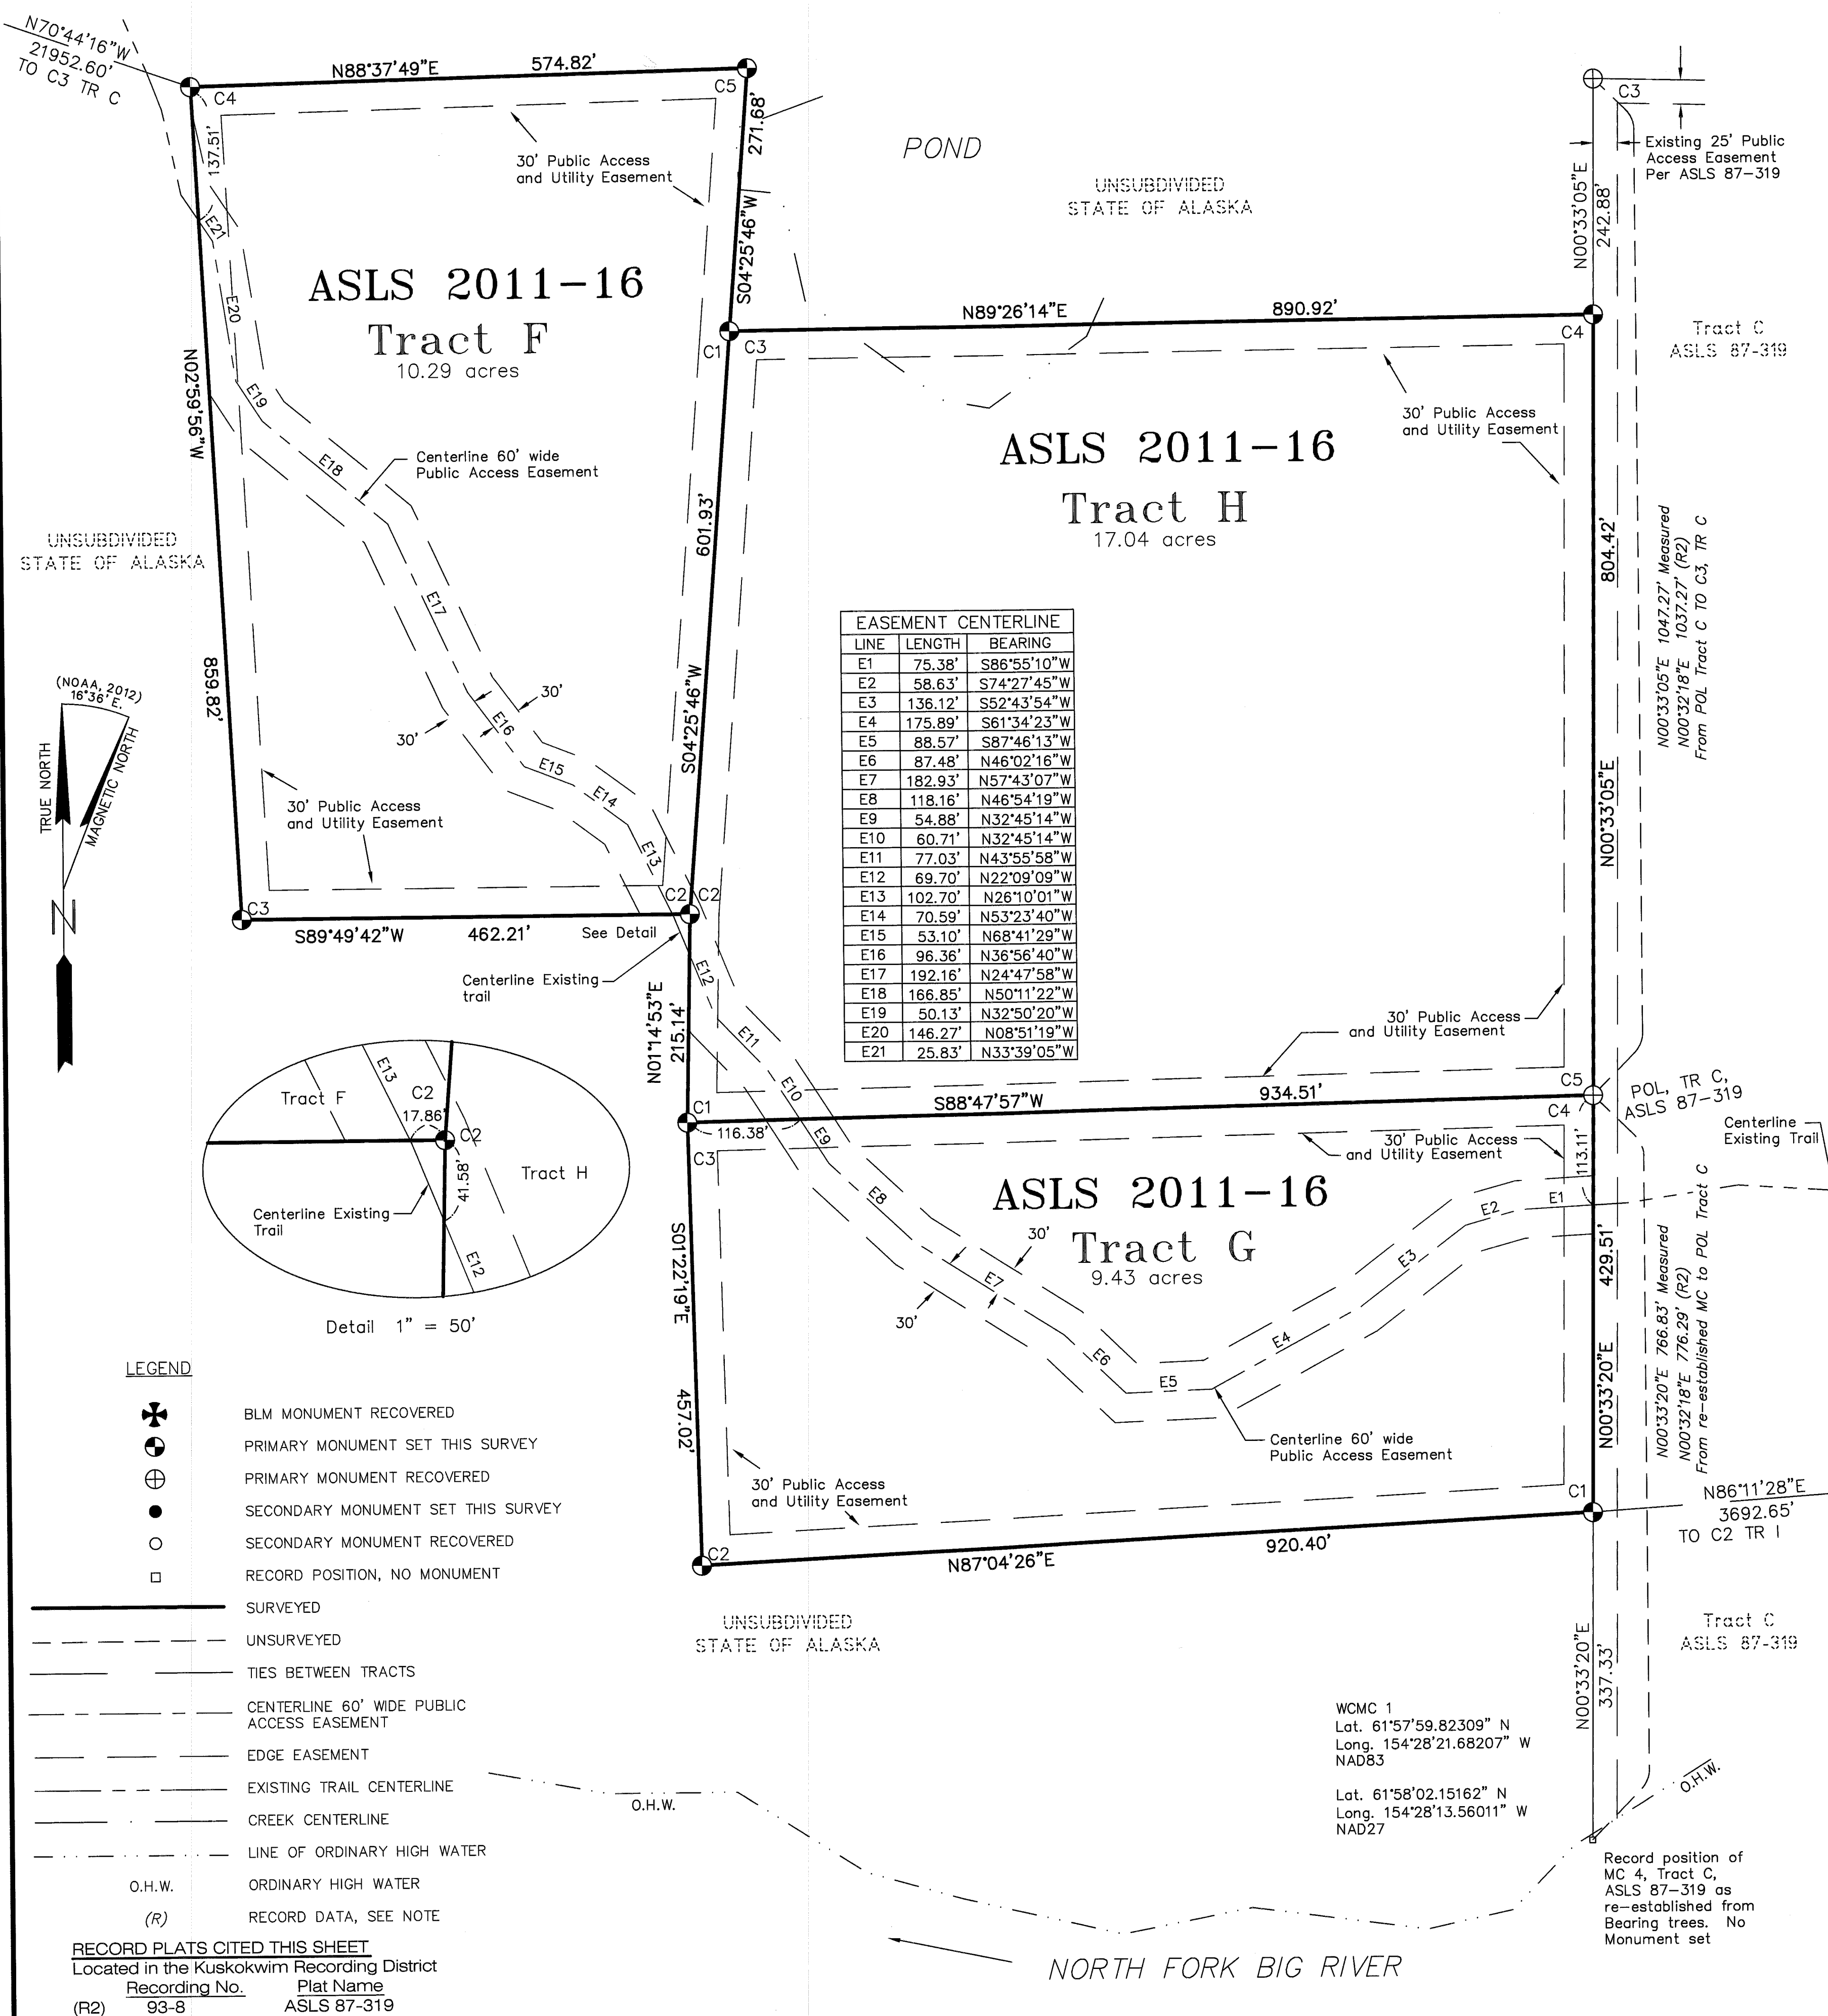 N70°44'16"W
21952.60'
TO C3 TR C
N88°37'49"E 574.82'
C4
C5
137.51'
271.68'
30' Public Access
and Utility Easement
POND
UNSUBDIVIDED
STATE OF ALASKA
C3
Existing 25' Public
Access Easement
Per ASLS 87-319
N00°33'05"E
242.88'
E21
S04°25'46"W
ASLS 2011-16
Tract F
10.29 acres
E20
N89°26'14"E 890.92'
C1
C3
C4
Tract C
ASLS 87-319
N02°59'56"W
E19
30' Public Access
and Utility Easement
ASLS 2011-16
Tract H
17.04 acres
E18
Centerline 60' wide
Public Access Easement
601.93'
804.42'
UNSUBDIVIDED
STATE OF ALASKA
N00°33'05"E 1047.27' Measured
N00°32'18"E 1037.27' (R2)
From POL Tract C TO C3, TR C
E17
EASEMENT CENTERLINE
LINE LENGTH BEARING
E1 75.38' S86°55'10"W
E2 58.63' S74°27'45"W
E3 136.12' S52°43'54"W
E4 175.89' S61°34'23"W
E5 88.57' S87°46'13"W
E6 87.48' N46°02'16"W
E7 182.93' N57°43'07"W
E8 118.16' N46°54'19"W
E9 54.88' N32°45'14"W
E10 60.71' N32°45'14"W
E11 77.03' N43°55'58"W
E12 69.70' N22°09'09"W
E13 102.70' N26°10'01"W
E14 70.59' N53°23'40"W
E15 53.10' N68°41'29"W
E16 96.36' N36°56'40"W
E17 192.16' N24°47'58"W
E18 166.85' N50°11'22"W
E19 50.13' N32°50'20"W
E20 146.27' N08°51'19"W
E21 25.83' N33°39'05"W
859.82'
(NOAA, 2012)
16°36' E.
TRUE NORTH
MAGNETIC NORTH
N
30'
E16
30'
S04°25'46"W
E15
E14
30' Public Access
and Utility Easement
E13
N00°33'05"E
C2
C2
C3
S89°49'42"W 462.21'
See Detail
Centerline Existing
trail
E12
N01°14'53"E
215.14'
E11
30' Public Access
and Utility Easement
E10
C5
POL, TR C,
ASLS 87-319
S88°47'57"W 934.51'
C1
C4
116.38'
E9
C3
30' Public Access
and Utility Easement
113.11'
Centerline
Existing Trail
E13
Tract F
C2
17.86'
C2
41.58'
Tract H
Centerline Existing
Trail
E12
Detail 1" = 50'
E8
ASLS 2011-16
Tract G
9.43 acres
E1
E2
E3
30'
E7
30'
S01°22'19"E
429.51'
E4
E6
E5
N00°33'20"E 766.83' Measured
N00°32'18"E 776.29' (R2)
From re-established MC to POL Tract C
457.02'
N00°33'20"E
Centerline 60' wide
Public Access Easement
30' Public Access
and Utility Easement
C1
N86°11'28"E
3692.65'
TO C2 TR I
C2
N87°04'26"E 920.40'
LEGEND
BLM MONUMENT RECOVERED
PRIMARY MONUMENT SET THIS SURVEY
PRIMARY MONUMENT RECOVERED
SECONDARY MONUMENT SET THIS SURVEY
SECONDARY MONUMENT RECOVERED
RECORD POSITION, NO MONUMENT
SURVEYED
UNSURVEYED
TIES BETWEEN TRACTS
CENTERLINE 60' WIDE PUBLIC
ACCESS EASEMENT
EDGE EASEMENT
EXISTING TRAIL CENTERLINE
CREEK CENTERLINE
LINE OF ORDINARY HIGH WATER
O.H.W. ORDINARY HIGH WATER
(R) RECORD DATA, SEE NOTE
UNSUBDIVIDED
STATE OF ALASKA
N00°33'20"E
337.33'
Tract C
ASLS 87-319
WCMC 1
Lat. 61°57'59.82309" N
Long. 154°28'21.68207" W
NAD83
Lat. 61°58'02.15162" N
Long. 154°28'13.56011" W
NAD27
O.H.W.
O.H.W.
Record position of
MC 4, Tract C,
ASLS 87-319 as
re-established from
Bearing trees. No
Monument set
NORTH FORK BIG RIVER
RECORD PLATS CITED THIS SHEET
Located in the Kuskokwim Recording District
Recording No. Plat Name
(R2) 93-8 ASLS 87-319